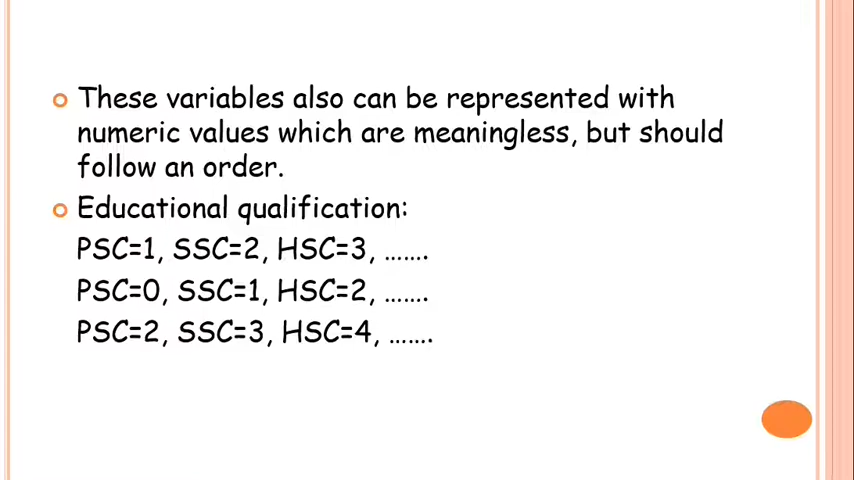 These variables also can be represented with
numeric values which are meaningless, but should
follow an order.
Educational qualification:
PSC=1, SSC=2, HSC=3, …….
PSC=0, SSC=1, HSC=2, …….
PSC=2, SSC=3, HSC=4, …….